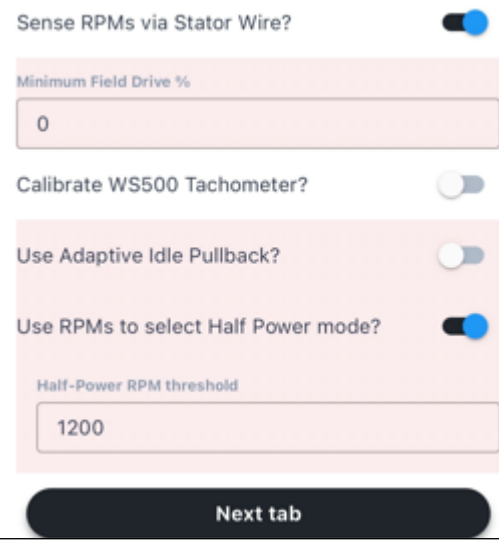 Sense RPMs via Stator Wire?
Minimum Field Drive %
0
Calibrate WS500 Tachometer?
Use Adaptive Idle Pullback?
Use RPMs to select Half Power mode?
Half-Power RPM threshold
1200
Next tab